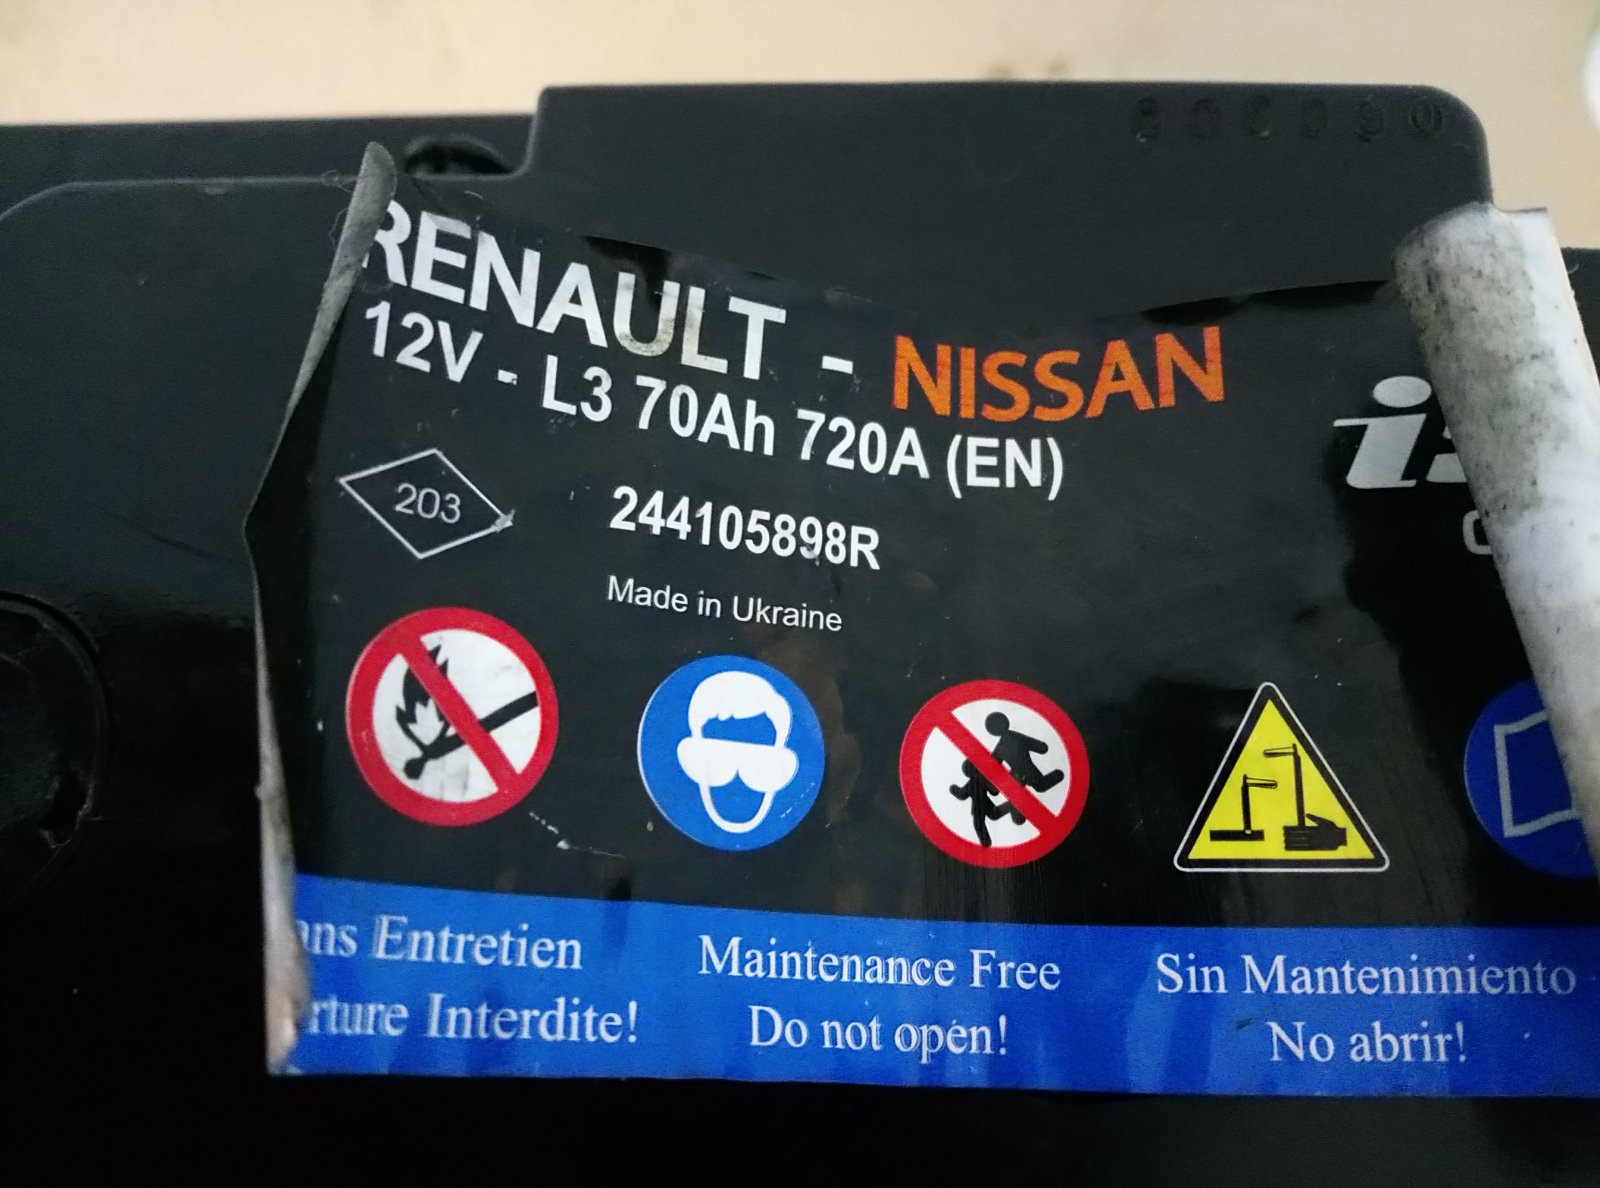 RENAULT - NISSAN
12V - L3 70Ah 720A (EN)
203
244105898R
Made in Ukraine
Entretien
Interdite!
Maintenance Free
Do not open!
Sin Mantenimiento
No abrir!